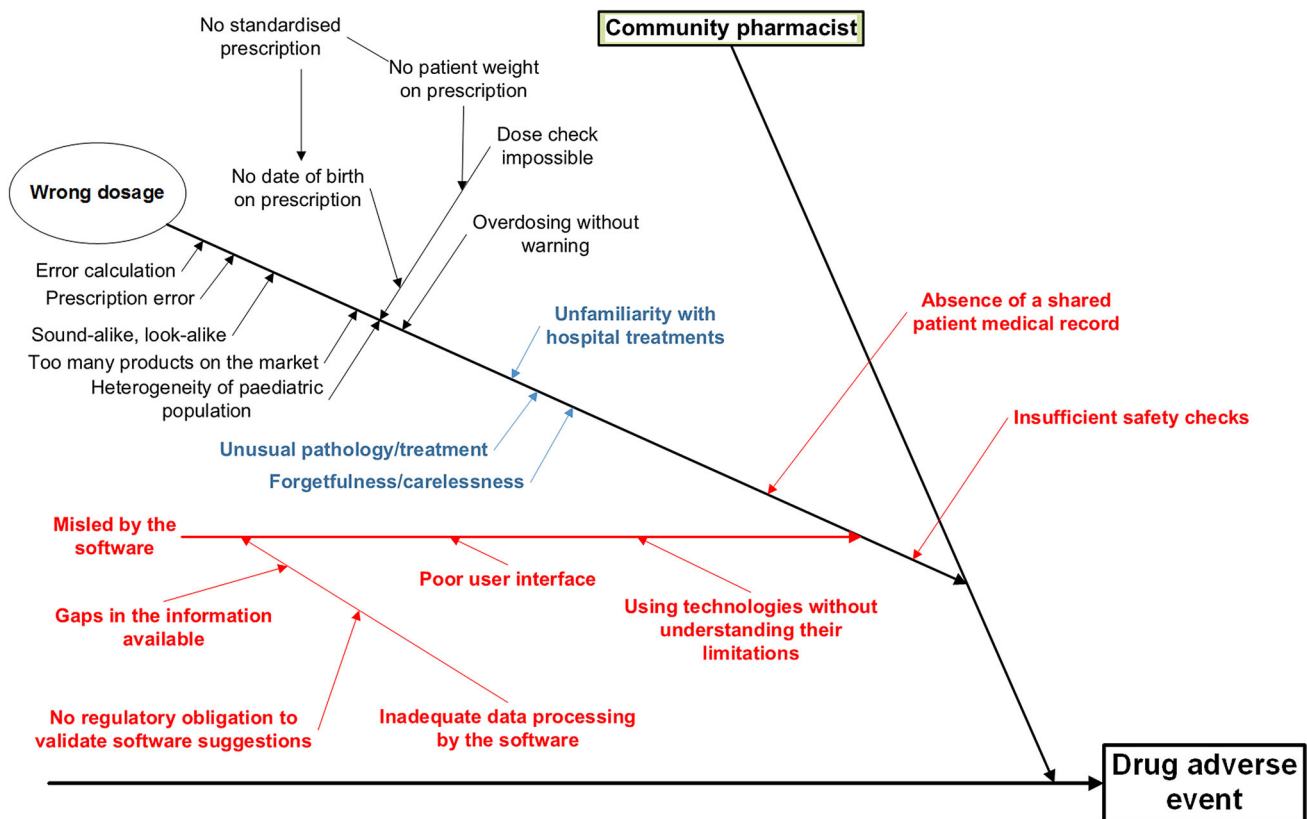 No standardised
prescription
Community pharmacist
No patient weight
on prescription
Dose check
impossible
Wrong dosage
No date of birth
on prescription
Overdosing without
warning
Error calculation
Prescription error
Sound-alike, look-alike
Too many products on the market
Heterogeneity of paediatric
population
Unfamiliarity with
hospital treatments
Absence of a shared
patient medical record
Insufficient safety checks
Unusual pathology/treatment
Forgetfulness/carelessness
Misled by the
software
Poor user interface
Gaps in the information
available
Using technologies without
understanding their
limitations
No regulatory obligation to
validate software suggestions
Inadequate data processing
by the software
Drug adverse
event